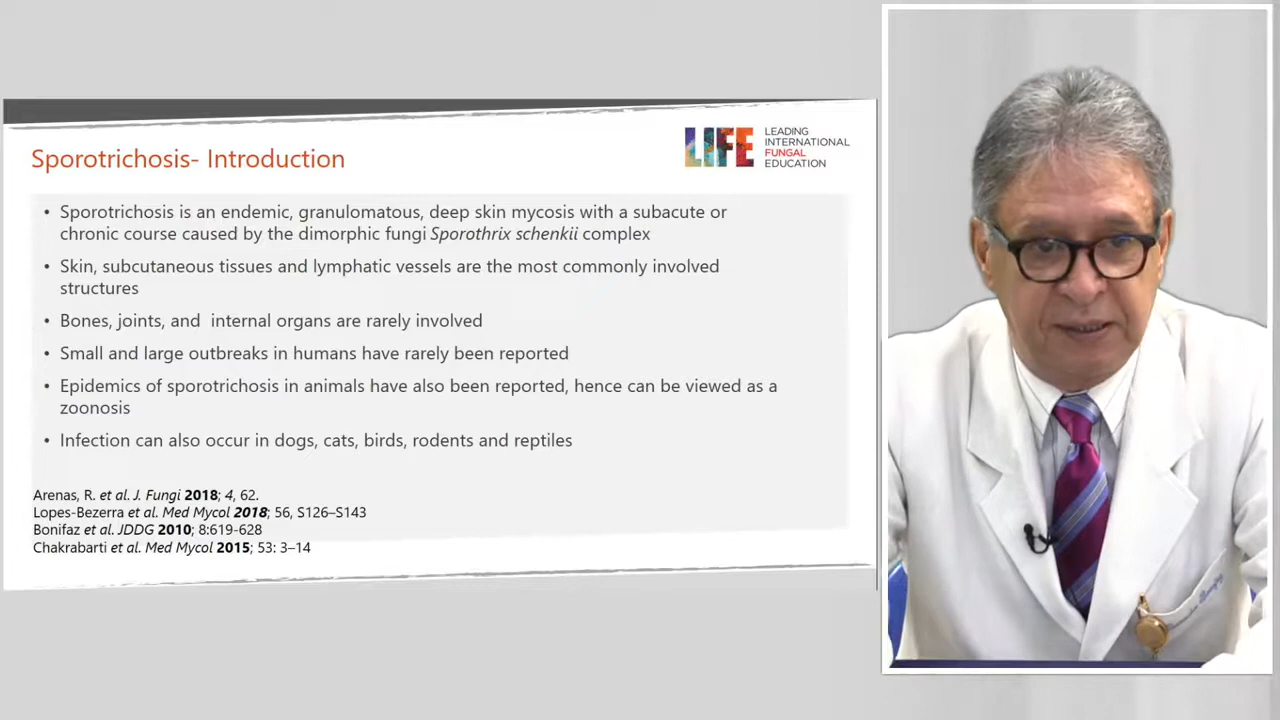 Sporotrichosis- Introduction
LIFE
LEADING
INTERNATIONAL
FUNGAL
EDUCATION
• Sporotrichosis is an endemic, granulomatous, deep skin mycosis with a subacute or
chronic course caused by the dimorphic fungi Sporothrix schenkii complex
• Skin, subcutaneous tissues and lymphatic vessels are the most commonly involved
structures
• Bones, joints, and internal organs are rarely involved
• Small and large outbreaks in humans have rarely been reported
• Epidemics of sporotrichosis in animals have also been reported, hence can be viewed as a
zoonosis
• Infection can also occur in dogs, cats, birds, rodents and reptiles
Arenas, R. et al. J. Fungi 2018; 4, 62.
Lopes-Bezerra et al. Med Mycol 2018; 56, S126–S143
Bonifaz et al. JDDG 2010; 8:619-628
Chakrabarti et al. Med Mycol 2015; 53: 3–14